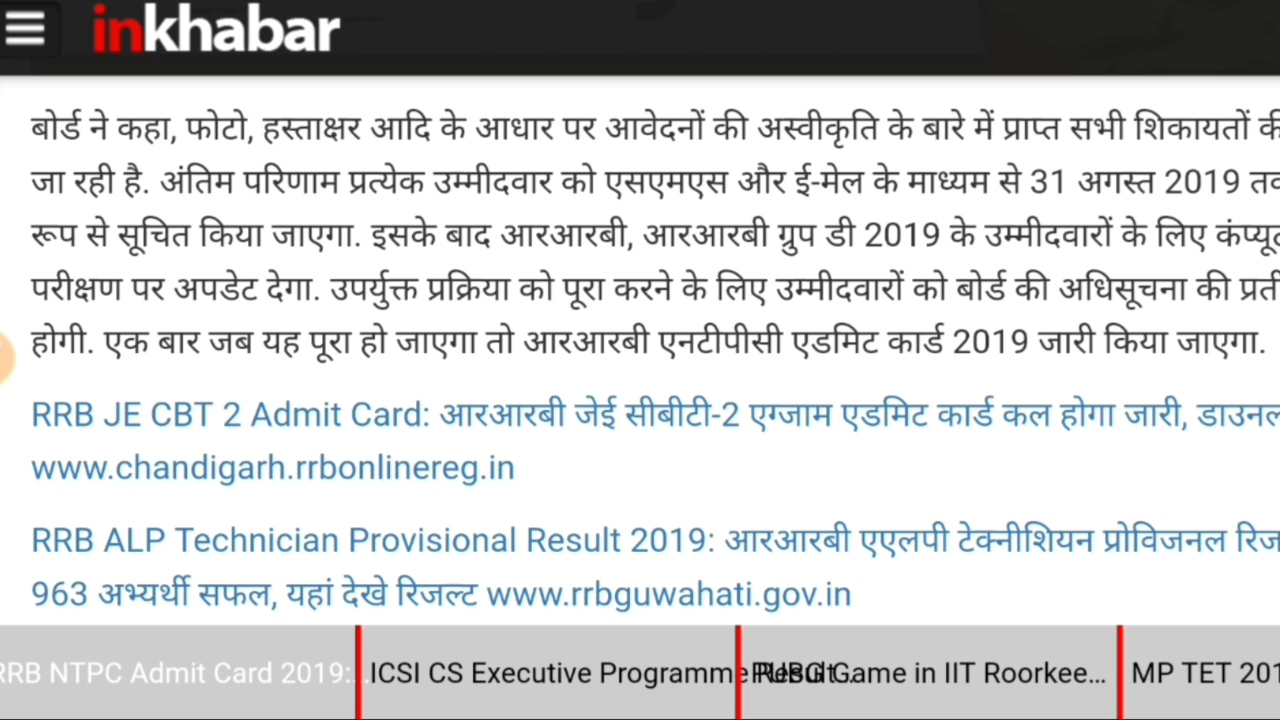 inkhabar
बोर्ड ने कहा, फोटो, हस्ताक्षर आदि के आधार पर आवेदनों की अस्वीकृति के बारे में प्राप्त सभी शिकायतों
जा रही है. अंतिम परिणाम प्रत्येक उम्मीदवार को एसएमएस और ई-मेल के माध्यम से 31 अगस्त 2019
रूप से सूचित किया जाएगा. इसके बाद आरआरबी, आरआरबी ग्रुप डी 2019 के उम्मीदवारों के लिए
परीक्षण पर अपडेट देगा. उपर्युक्त प्रक्रिया को पूरा करने के लिए उम्मीदवारों को बोर्ड की अधिसूचना की
होगी. एक बार जब यह पूरा हो जाएगा तो आरआरबी एनटीपीसी एडमिट कार्ड 2019 जारी किया जाएगा.
RRB JE CBT 2 Admit Card: आरआरबी जेई सीबीटी-2 एग्जाम एडमिट कार्ड कल होगा जारी,
www.chandigarh.rrbonlinereg.in
RRB ALP Technician Provisional Result 2019: आरआरबी एएलपी टेक्नीशियन प्रोविजनल
963 अभ्यर्थी सफल, यहां देखे रिजल्ट www.rrbguwahati.gov.in
RRB NTPC Admit Card 2019:... ICSI CS Executive Programme Result... PUBG Game in IIT Roorkee... MP TET